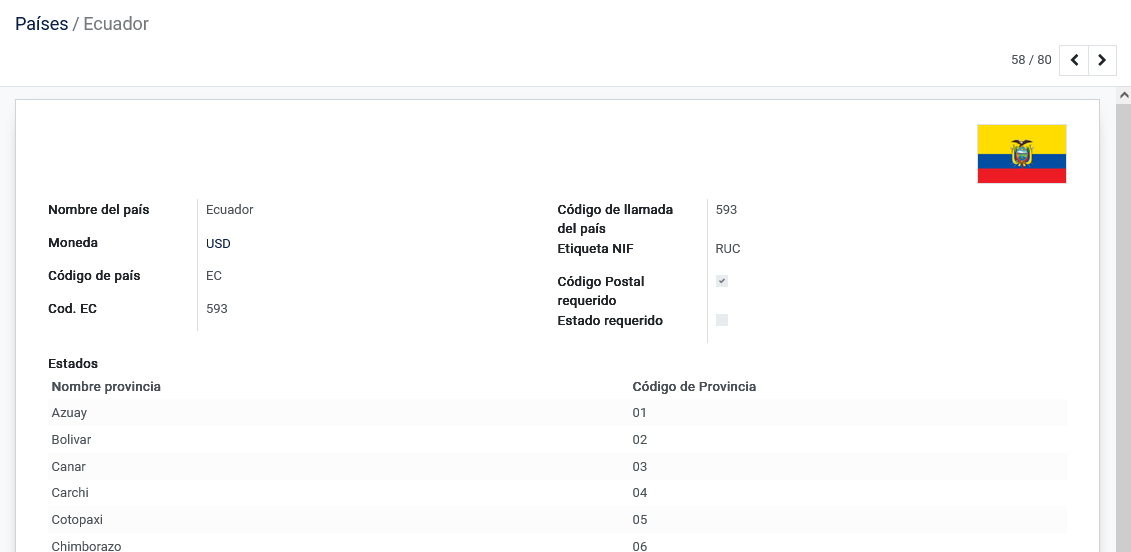 Países / Ecuador
58 / 80
Nombre del país Ecuador
Moneda USD
Código de país EC
Cod. EC 593
Código de llamada
del país 593
Etiqueta NIF RUC
Código Postal
requerido
Estado requerido
Estados
Nombre provincia Código de Provincia
Azuay 01
Bolivar 02
Canar 03
Carchi 04
Cotopaxi 05
Chimborazo 06